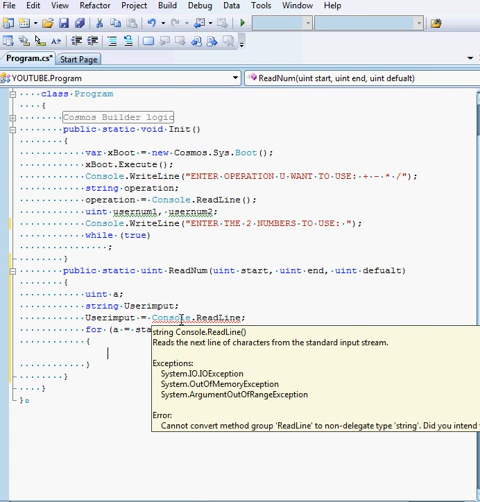 File Edit View Refactor Project Build Debug Data Tools Window Help
Program.cs* Start Page
YOUTUBE.Program ReadNum(uint start, uint end, uint defualt)
class Program
{
Cosmos Builder logic
public static void Init()
{
var xBoot = new Cosmos.Sys.Boot();
xBoot.Execute();
Console.WriteLine("ENTER OPERATION U WANT TO USE: + - * /");
string operation;
operation = Console.ReadLine();
uint usernum1, usernum2;
Console.WriteLine("ENTER THE 2 NUMBERS TO USE: ");
while (true)
;
}
public static uint ReadNum(uint start, uint end, uint defualt)
{
uint a;
string Userimput;
Userimput = Console.ReadLine;
for (a = sta
{
}
}
}
}
string Console.ReadLine()
Reads the next line of characters from the standard input stream.
Exceptions:
System.IO.IOException
System.OutOfMemoryException
System.ArgumentOutOfRangeException
Error:
Cannot convert method group 'ReadLine' to non-delegate type 'string'. Did you intend